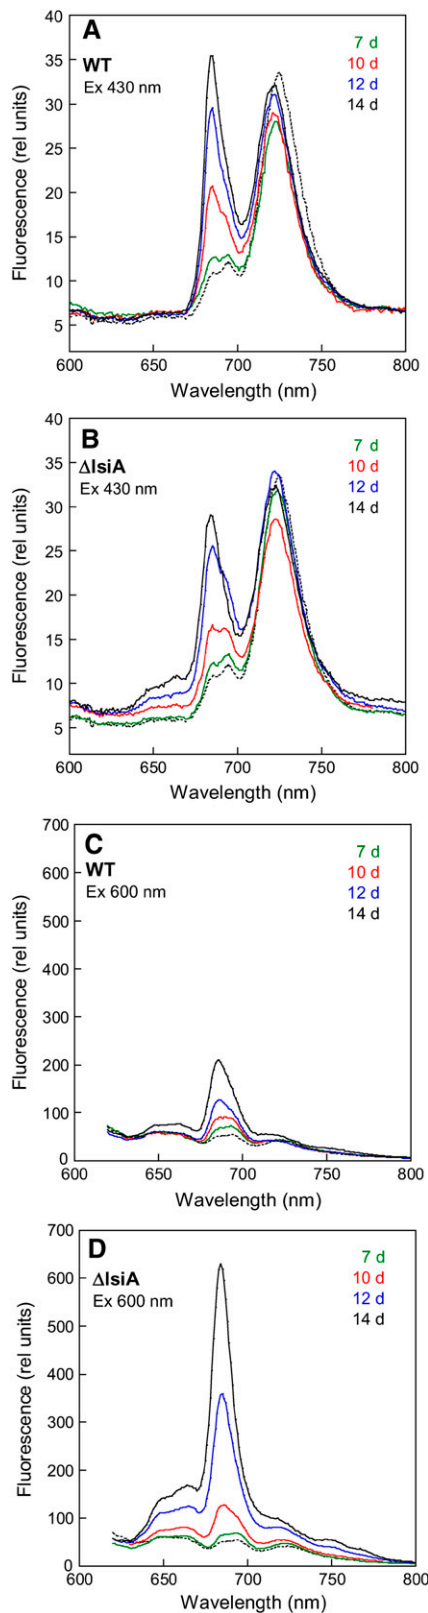 A
WT
Ex 430 nm
7 d
10 d
12 d
14 d
40
35
30
25
20
15
10
5
Fluorescence (rel units)
600 650 700 750 800
Wavelength (nm)
B
ΔIsiA
Ex 430 nm
7 d
10 d
12 d
14 d
40
35
30
25
20
15
10
5
Fluorescence (rel units)
600 650 700 750 800
Wavelength (nm)
C
WT
Ex 600 nm
7 d
10 d
12 d
14 d
700
600
500
400
300
200
100
0
Fluorescence (rel units)
600 650 700 750 800
Wavelength (nm)
D
ΔIsiA
Ex 600 nm
7 d
10 d
12 d
14 d
700
600
500
400
300
200
100
0
Fluorescence (rel units)
600 650 700 750 800
Wavelength (nm)